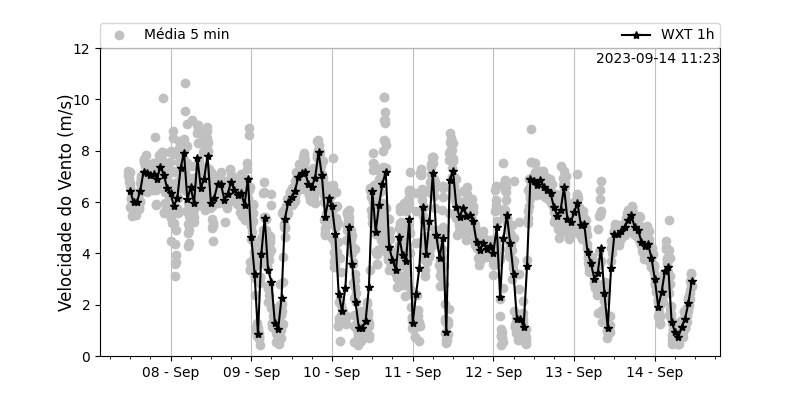 Média 5 min
WXT 1h
2023-09-14 11:23
Velocidade do Vento (m/s)
12
10
8
6
4
2
0
08 - Sep
09 - Sep
10 - Sep
11 - Sep
12 - Sep
13 - Sep
14 - Sep